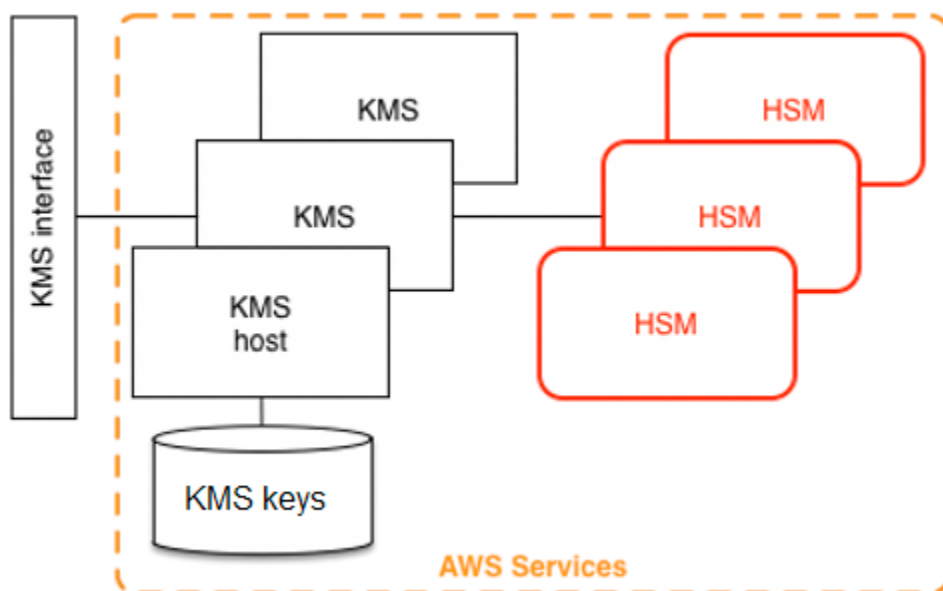 KMS interface
KMS
KMS
KMS
host
KMS keys
HSM
HSM
HSM
AWS Services